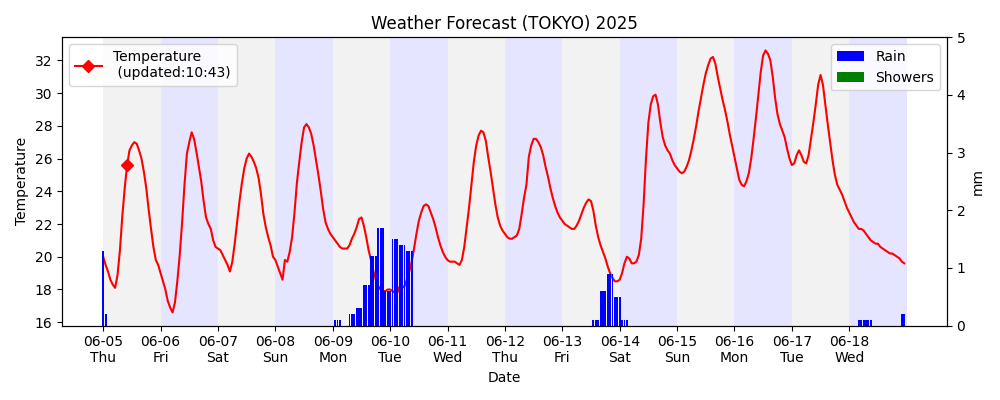 Weather Forecast (TOKYO) 2025
Temperature
(updated:10:43)
Rain
Showers
Temperature
32
30
28
26
24
22
20
18
16
5
4
3
2
1
0
mm
06-05 06-06 06-07 06-08 06-09 06-10 06-11 06-12 06-13 06-14 06-15 06-16 06-17 06-18
Thu Fri Sat Sun Mon Tue Wed Thu Fri Sat Sun Mon Tue Wed
Date